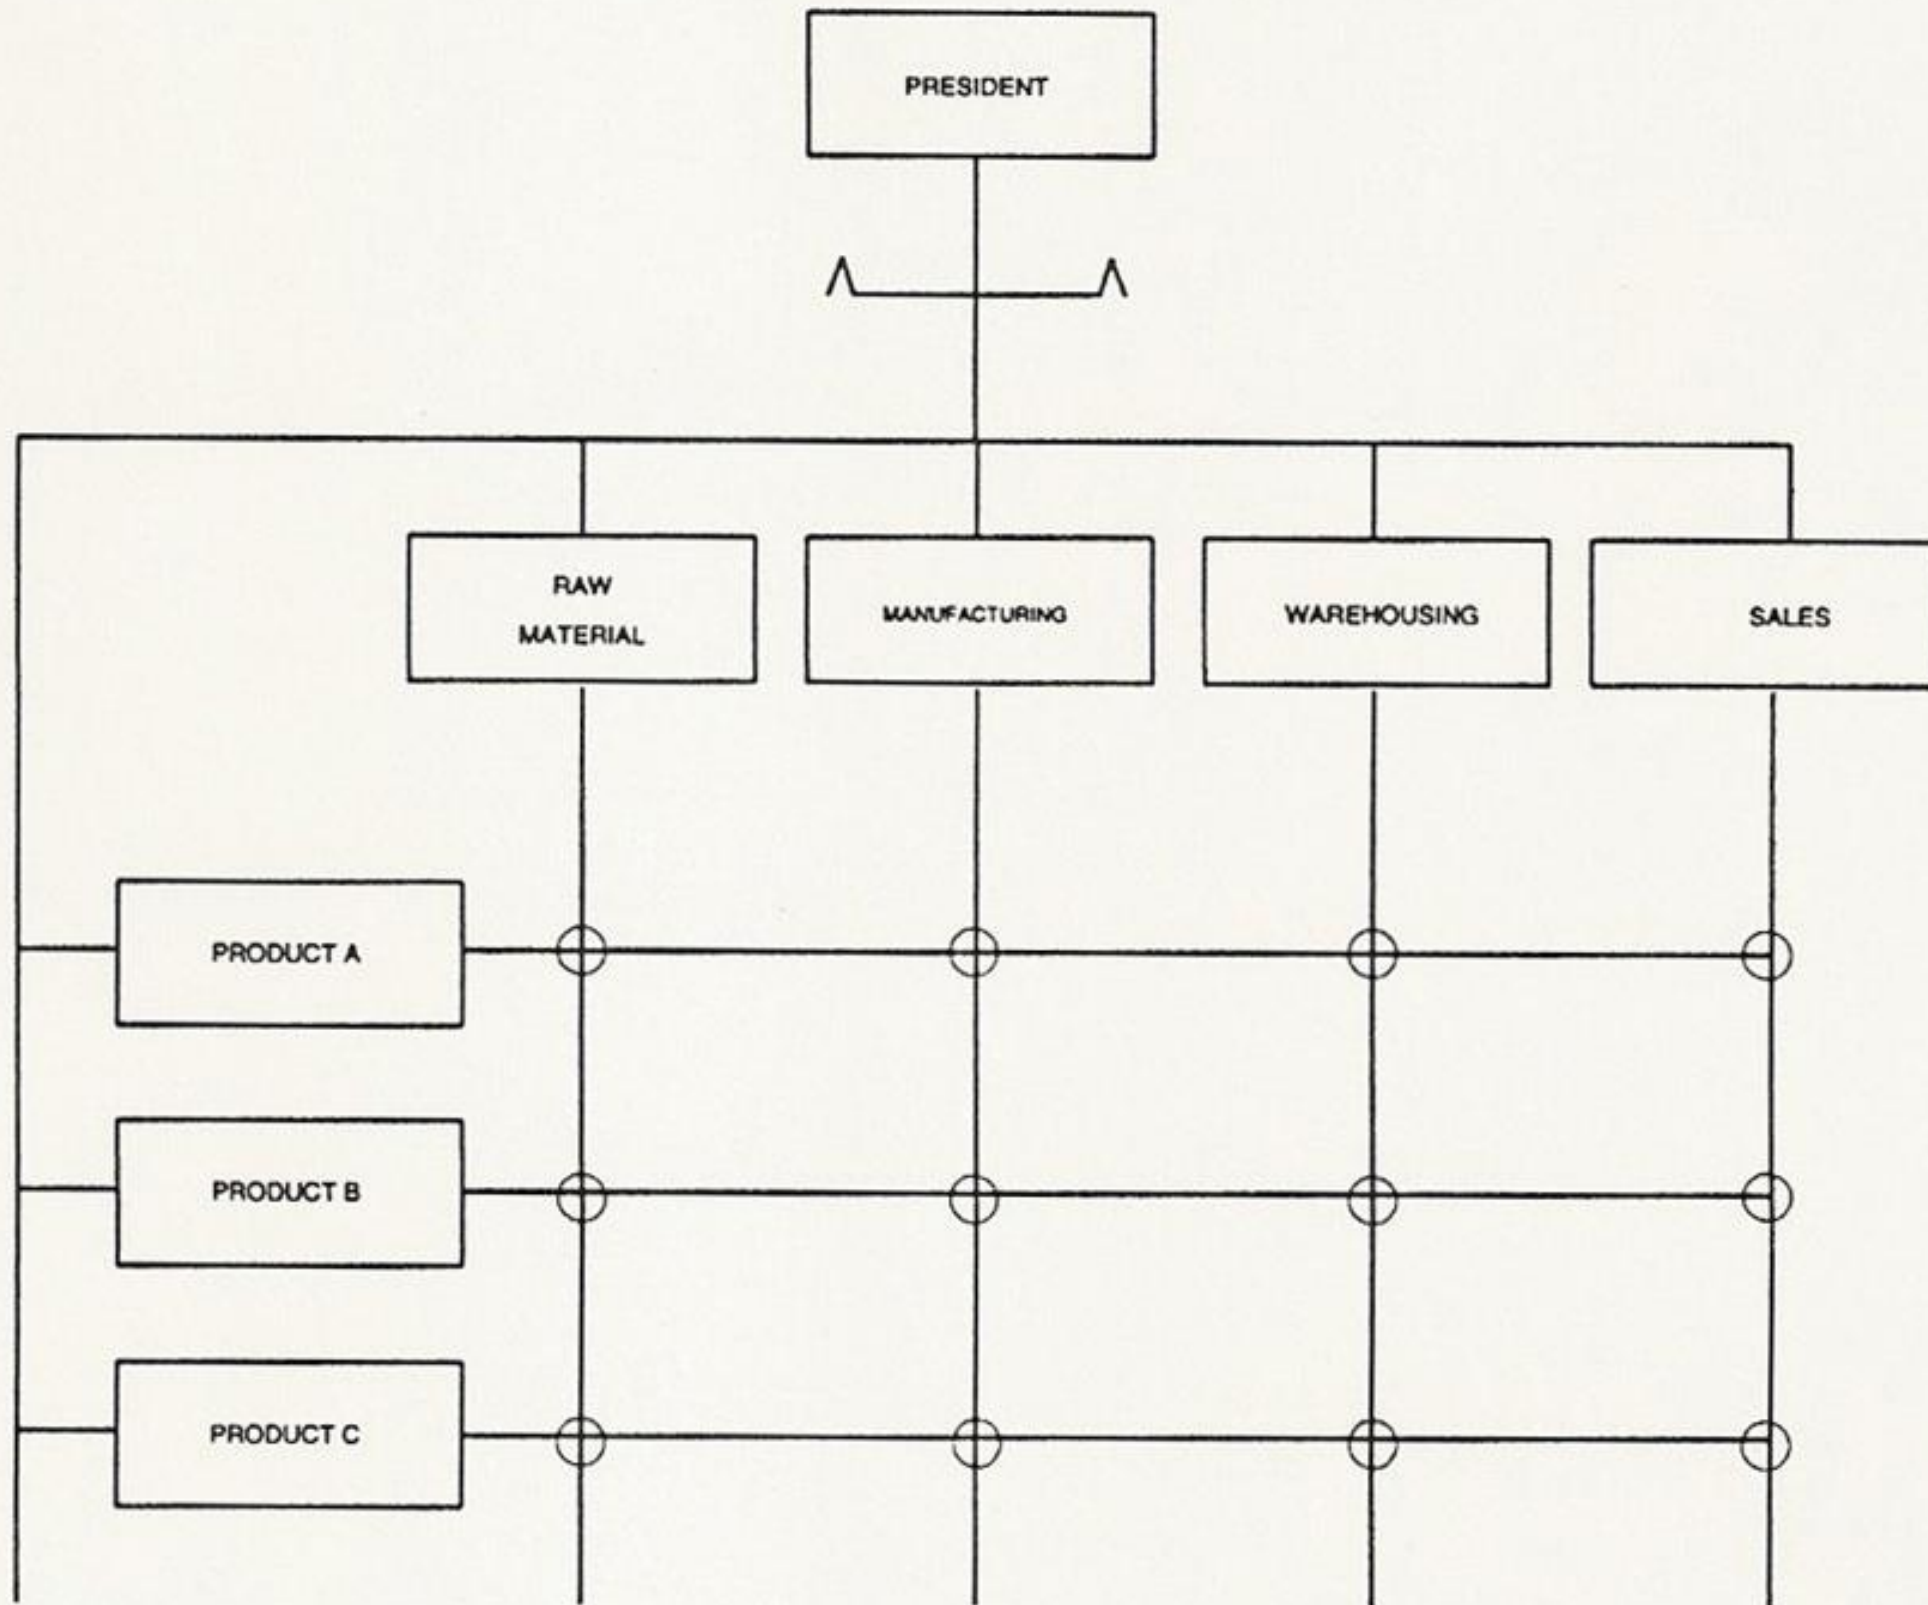 PRESIDENT
RAW
MATERIAL
MANUFACTURING
WAREHOUSING
SALES
PRODUCT A
PRODUCT B
PRODUCT C